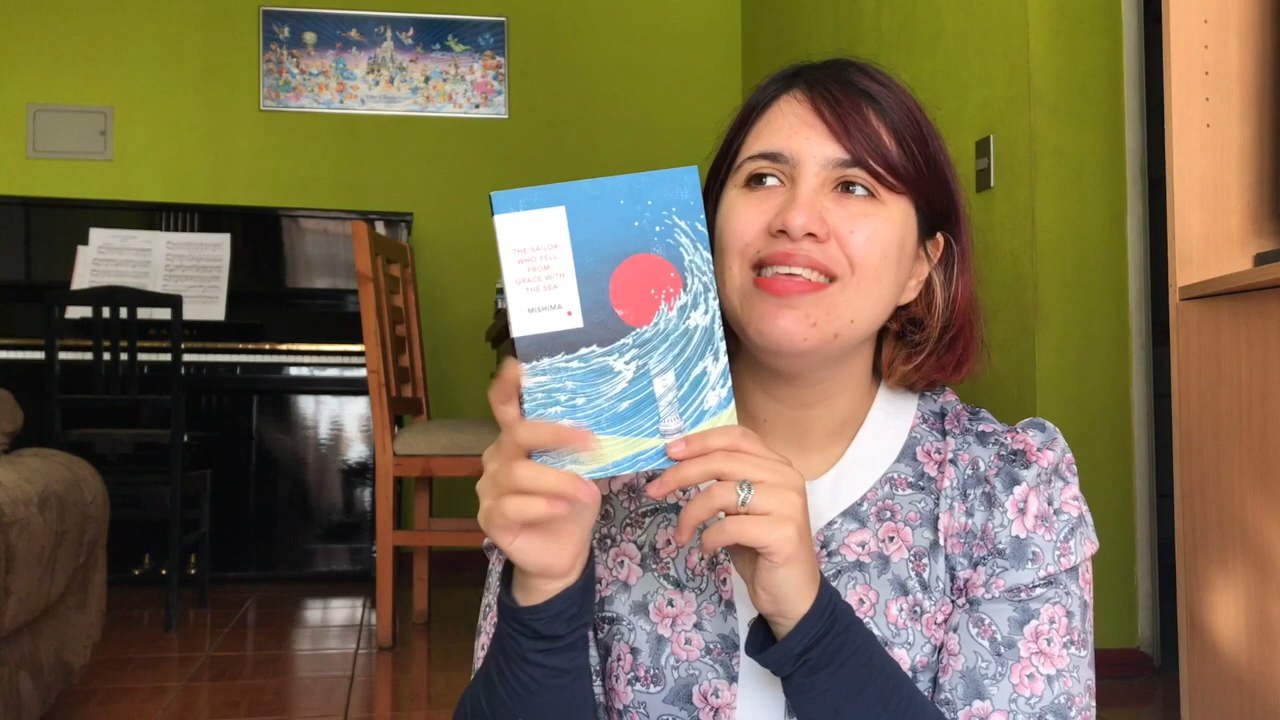 THE SAILOR
WHO FELL
FROM
GRACE WITH
THE SEA
MISHIMA